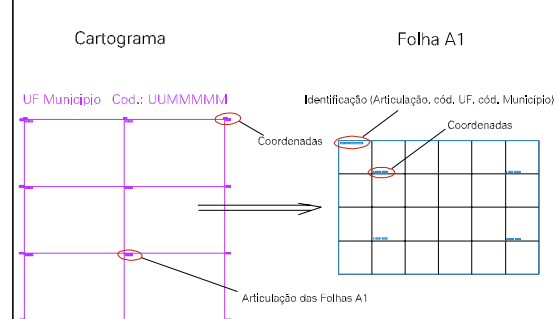 Cartograma
Folha A1
UF Município Cod.: UUMMMMM
Identificação (Articulação, cód. UF, cód. Município)
Coordenadas
Coordenadas
Articulação das Folhas A1